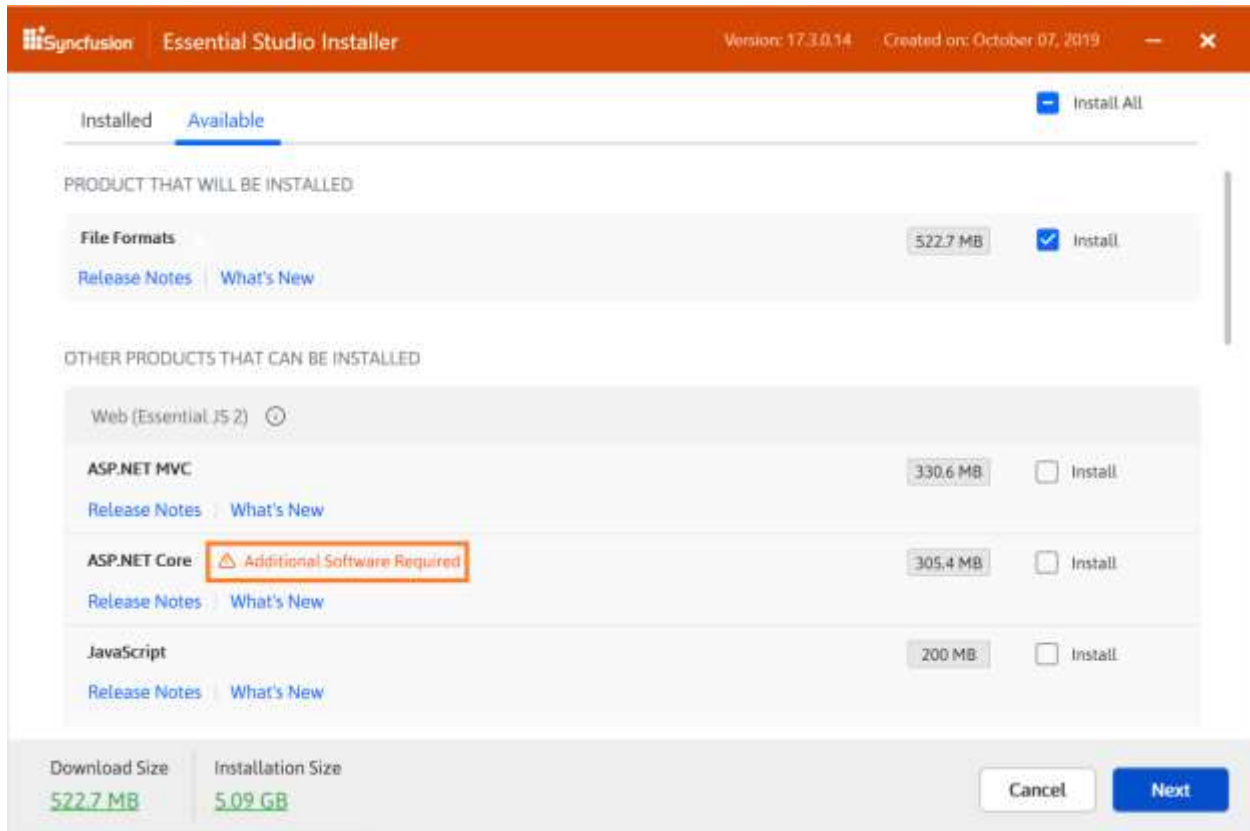 Syncfusion Essential Studio Installer Version: 17.3.0.14 Created on: October 07, 2019
Installed Available Install All
PRODUCT THAT WILL BE INSTALLED
File Formats 522.7 MB Install
Release Notes What's New
OTHER PRODUCTS THAT CAN BE INSTALLED
Web (Essential JS 2)
ASP.NET MVC 330.6 MB Install
Release Notes What's New
ASP.NET Core Additional Software Required 305.4 MB Install
Release Notes What's New
JavaScript 200 MB Install
Release Notes What's New
Download Size Installation Size
522.7 MB 5.09 GB Cancel Next